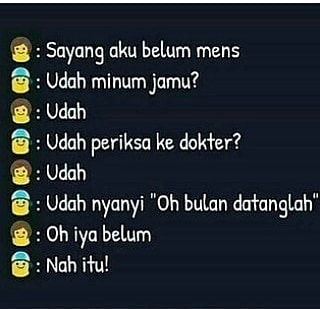 : Sayang aku belum mens
: Udah minum jamu?
: Udah
: Udah periksa ke dokter?
: Udah
: Udah nyanyi "Oh bulan datanglah"
: Oh iya belum
: Nah itu!